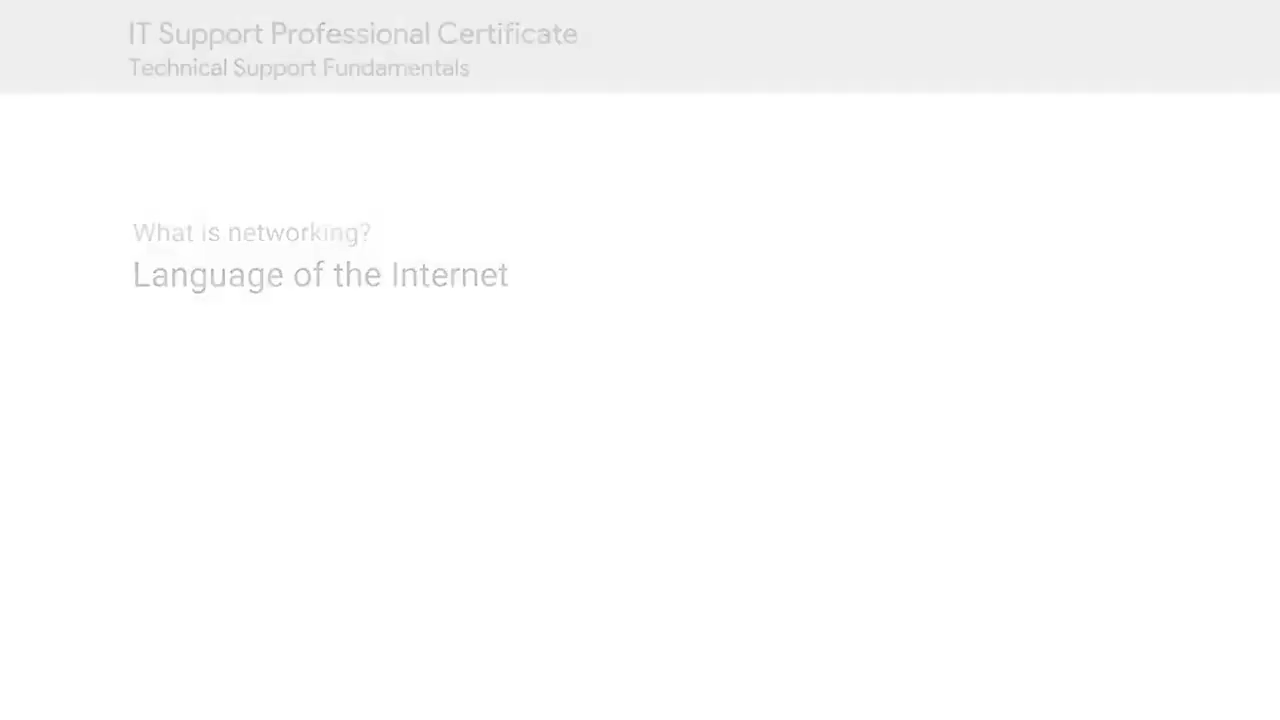 IT Support Professional Certificate
Technical Support Fundamentals
What is networking?
Language of the Internet